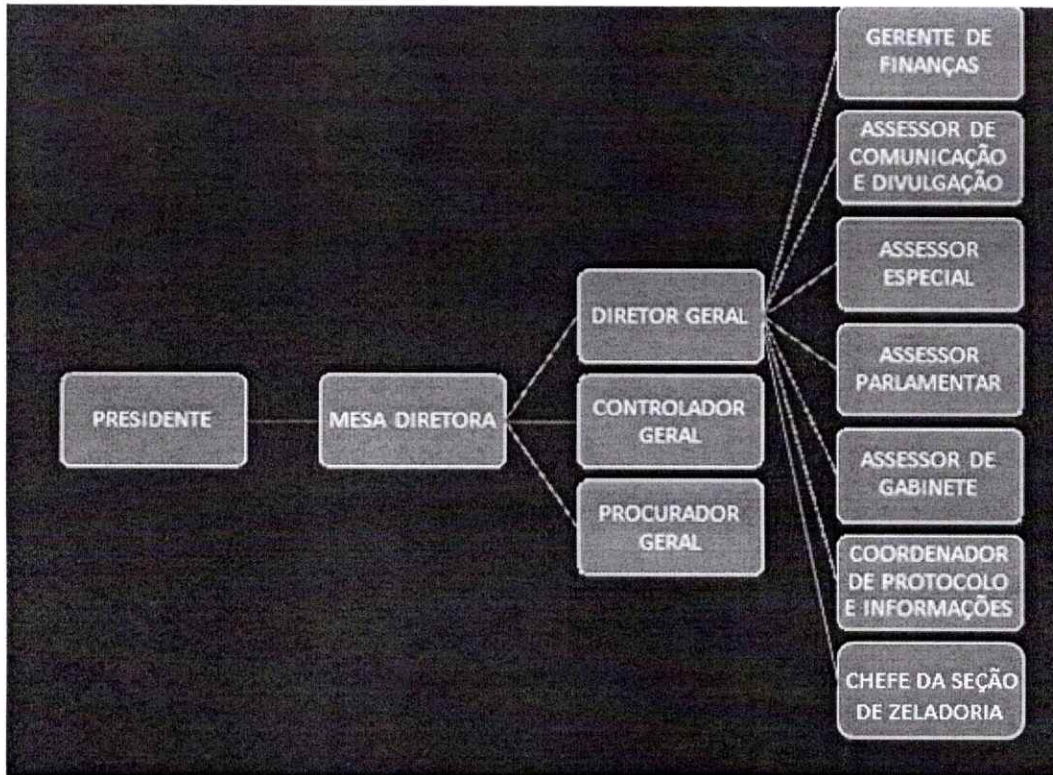 PRESIDENTE
MESA DIRETORA
DIRETOR GERAL
CONTROLADOR
GERAL
PROCURADOR
GERAL
GERENTE DE
FINANÇAS
ASSESSOR DE
COMUNICAÇÃO
E DIVULGAÇÃO
ASSESSOR
ESPECIAL
ASSESSOR
PARLAMENTAR
ASSESSOR DE
GABINETE
COORDENADOR
DE PROTOCOLO
E INFORMAÇÕES
CHEFE DA SEÇÃO
DE ZELADORIA